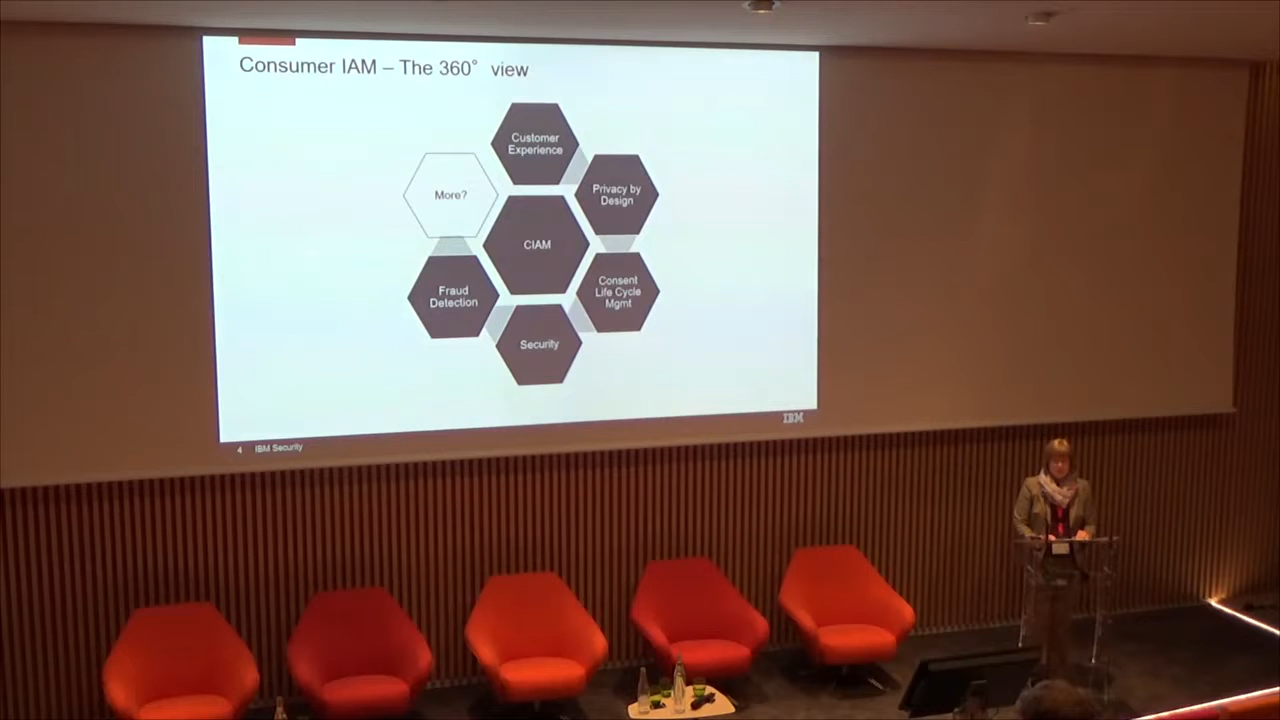 Consumer IAM – The 360° view
Customer
Experience
Privacy by
Design
More?
CIAM
Consent
Life Cycle
Mgmt
Fraud
Detection
Security
IBM
4 IBM Security